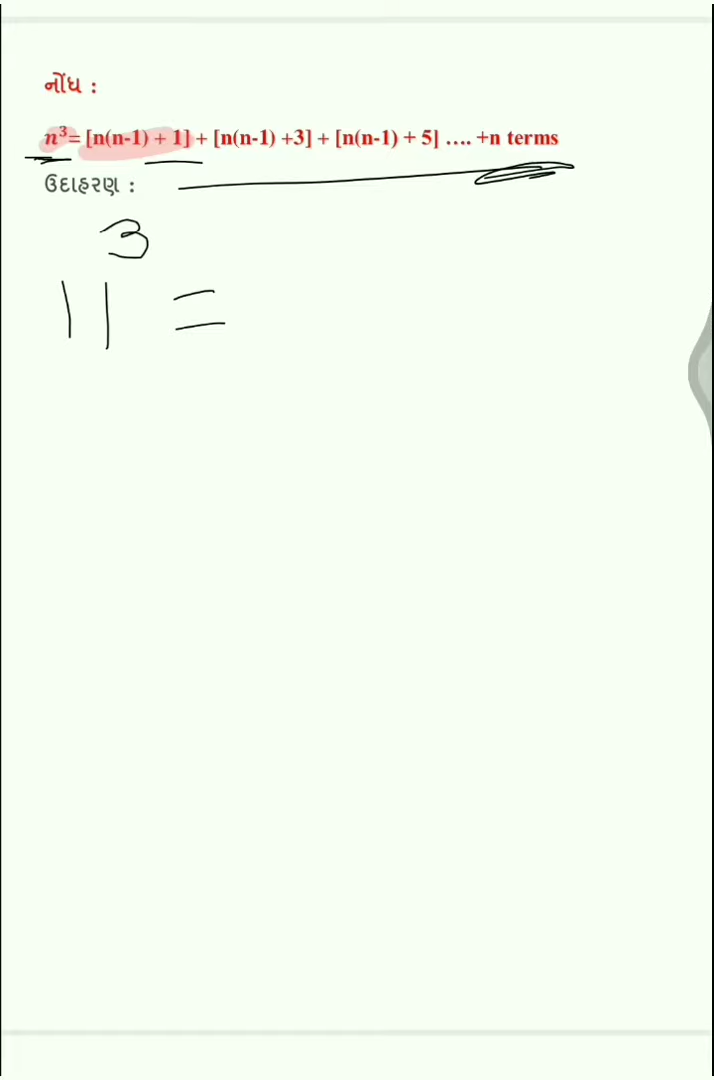 નોંધ :
n³= [n(n-1) + 1] + [n(n-1) +3] + [n(n-1) + 5] .... +n terms
ઉદાહરણ :
11³ =